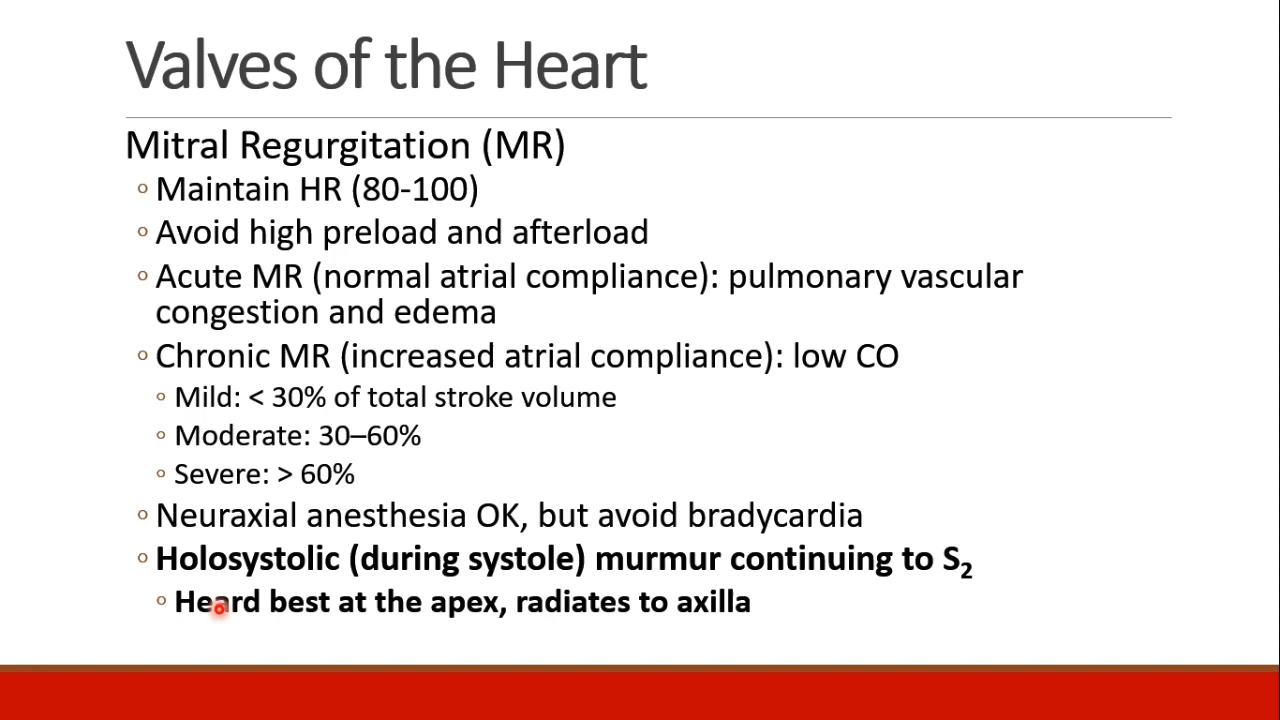 Valves of the Heart
Mitral Regurgitation (MR)
◦ Maintain HR (80-100)
◦ Avoid high preload and afterload
◦ Acute MR (normal atrial compliance): pulmonary vascular
congestion and edema
◦ Chronic MR (increased atrial compliance): low CO
◦ Mild: < 30% of total stroke volume
◦ Moderate: 30–60%
◦ Severe: > 60%
◦ Neuraxial anesthesia OK, but avoid bradycardia
◦ Holosystolic (during systole) murmur continuing to S₂
◦ Heard best at the apex, radiates to axilla